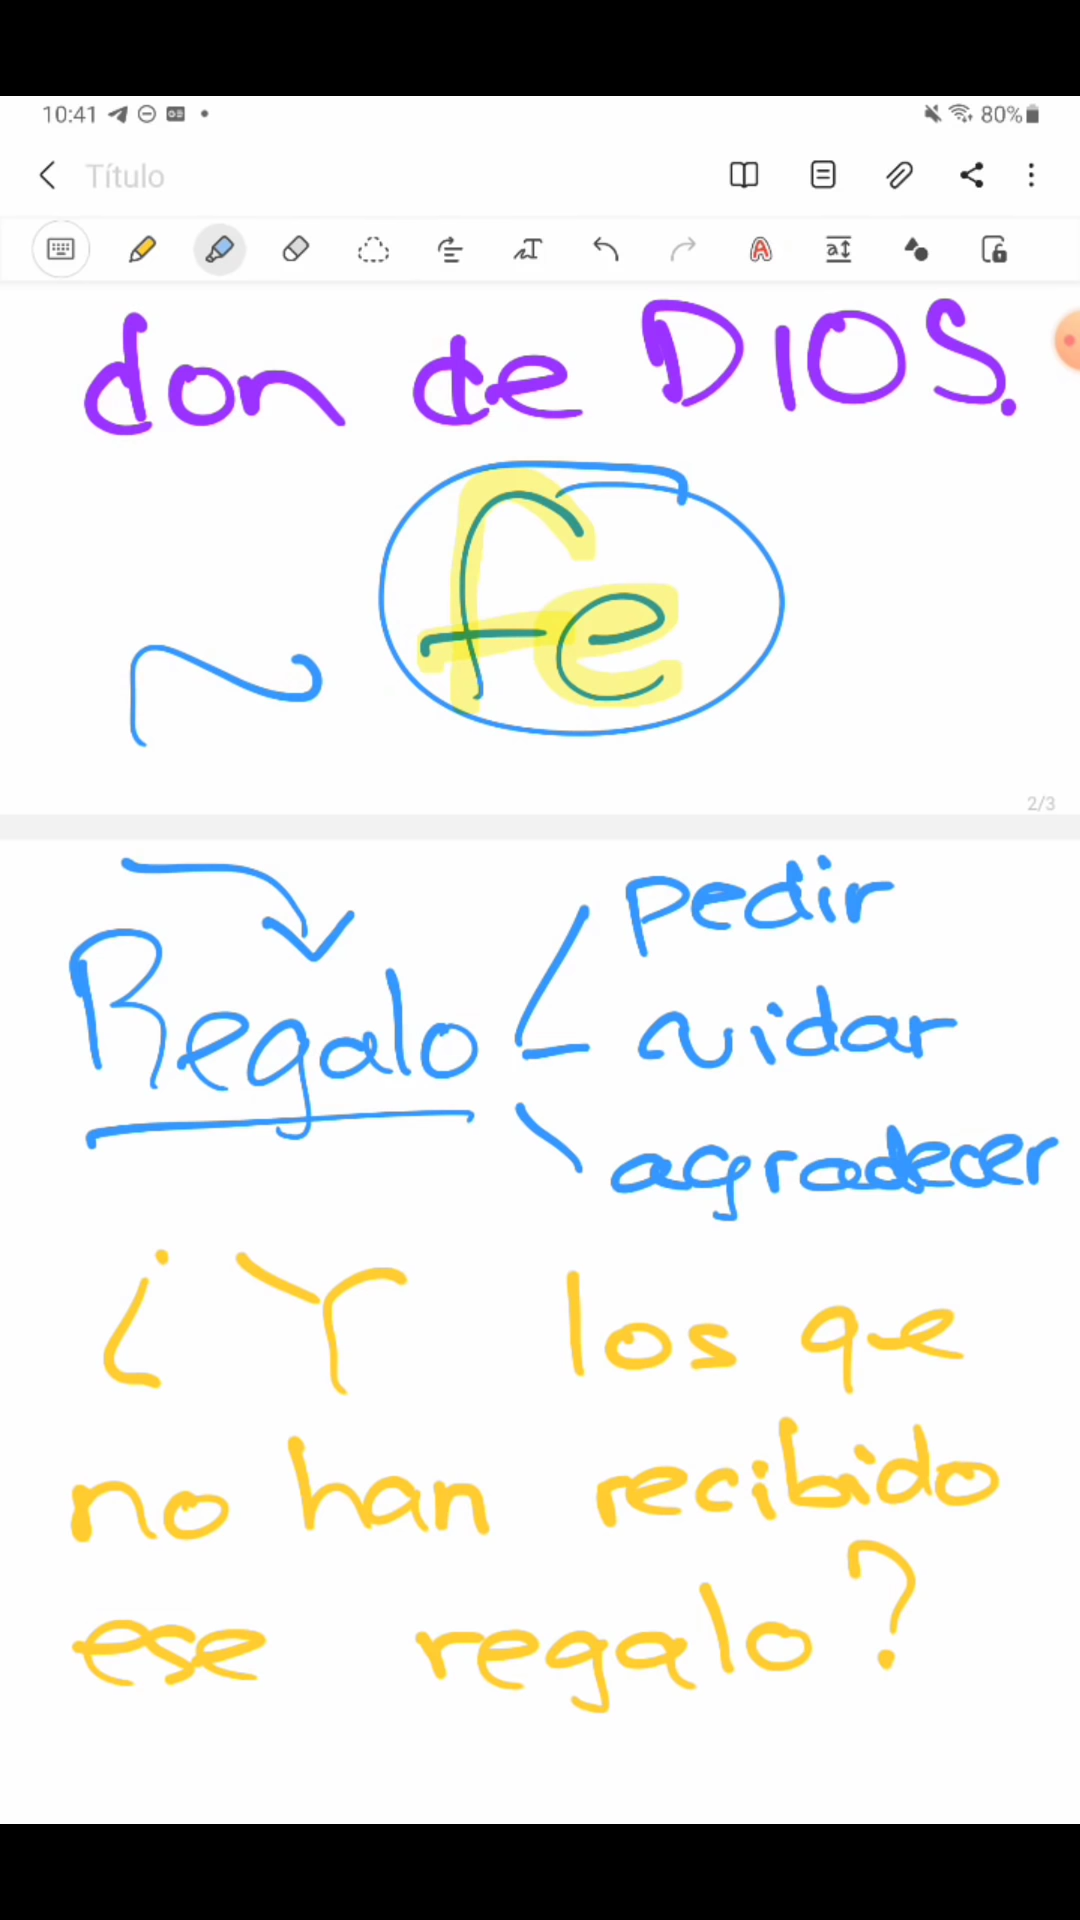 10:41 80%
Título
don de DIOS.
fe
2/3
Regalo
pedir
cuidar
agradecer
¿Y los que
no han recibido
ese regalo?